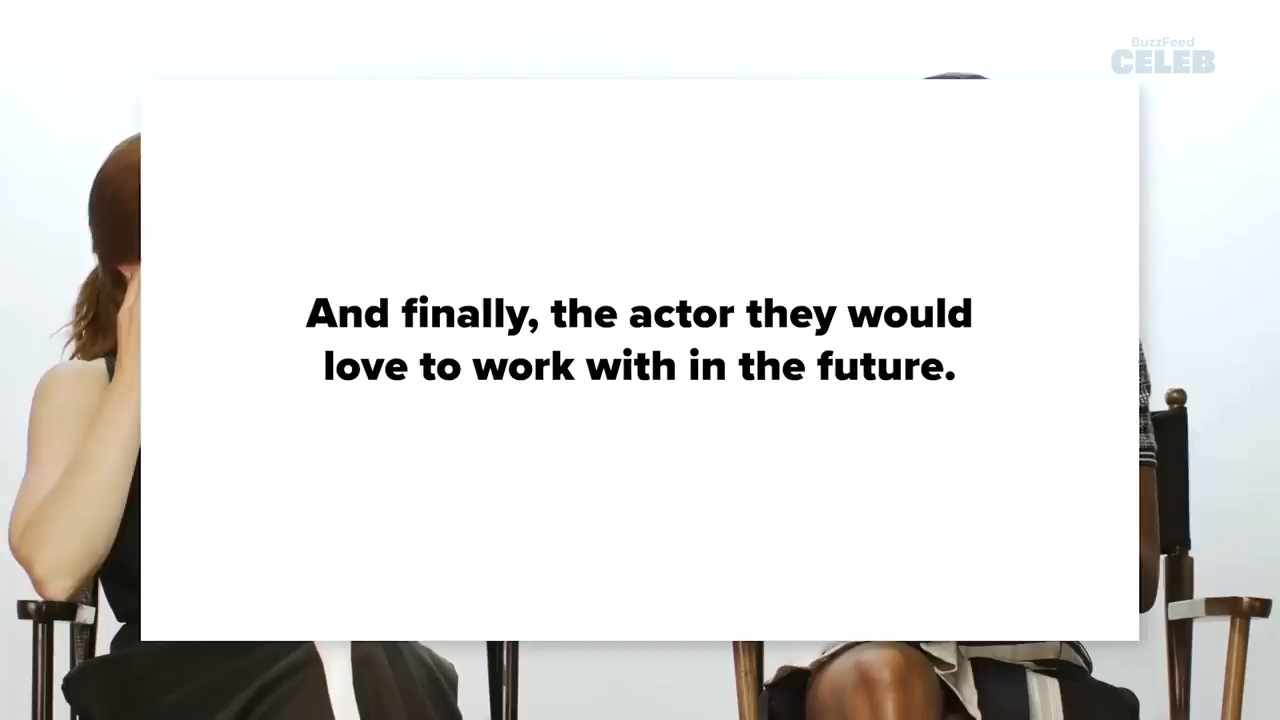 BuzzFeed
CELEB
And finally, the actor they would
love to work with in the future.